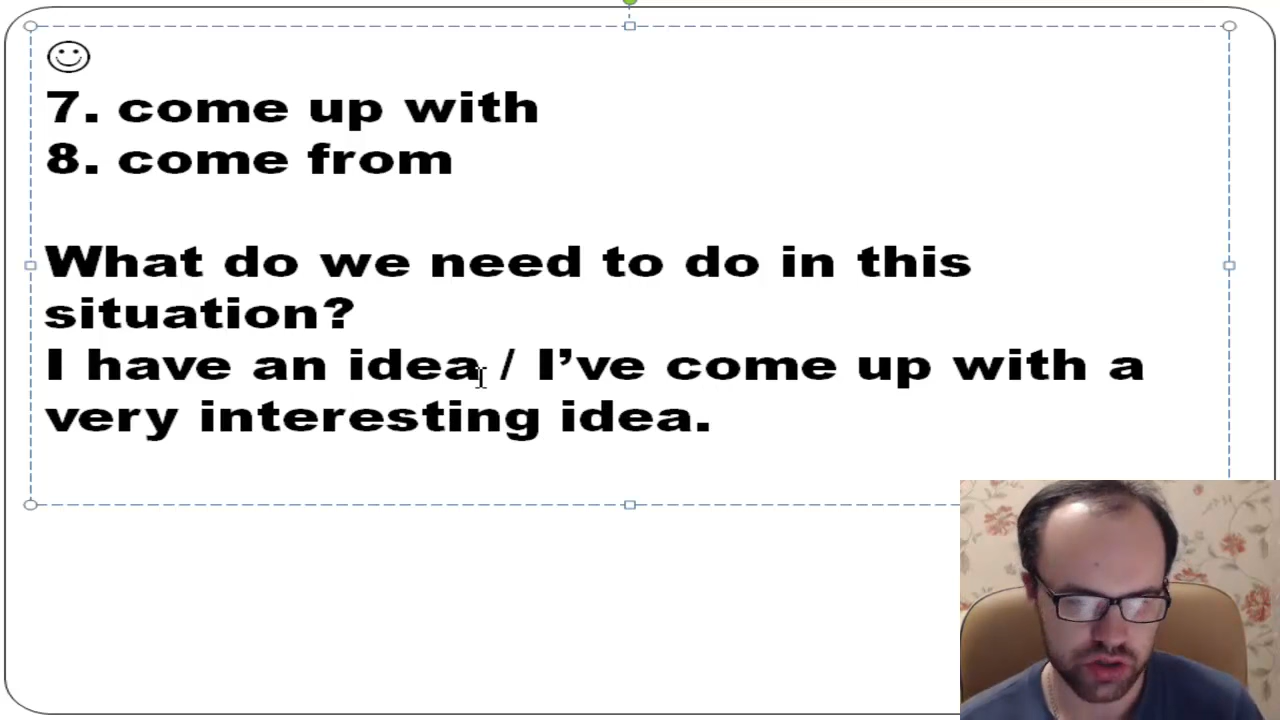 7. come up with
8. come from
What do we need to do in this
situation?
I have an idea / I’ve come up with a
very interesting idea.